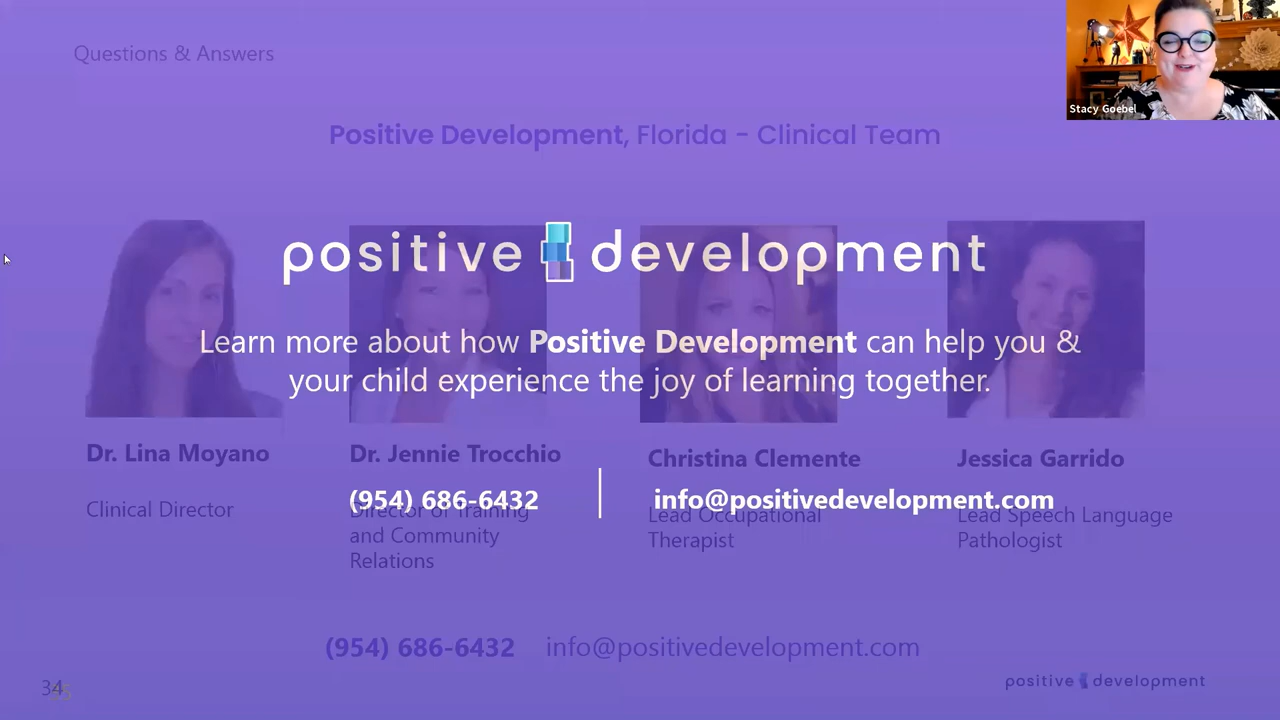 Questions & Answers
Stacy Goebel
Positive Development, Florida - Clinical Team
positive development
Learn more about how Positive Development can help you &
your child experience the joy of learning together.
Dr. Lina Moyano
Dr. Jennie Trocchio
Christina Clemente
Jessica Garrido
(954) 686-6432
info@positivedevelopment.com
Clinical Director
Director of Training
and Community
Relations
Lead Occupational
Therapist
Lead Speech Language
Pathologist
(954) 686-6432 info@positivedevelopment.com
34
positive development